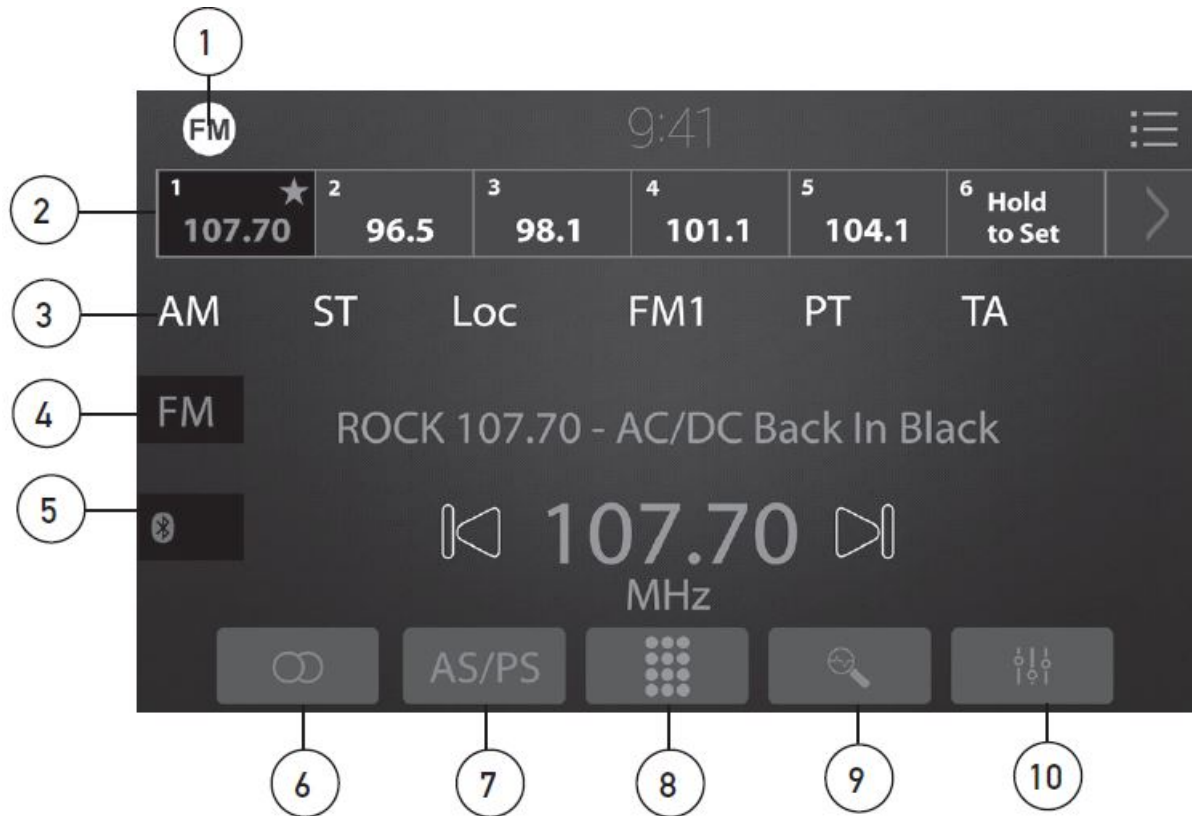 1
FM 9:41
2
1 2 3 4 5 6 Hold
107.70 96.5 98.1 101.1 104.1 to Set
3
AM ST Loc FM1 PT TA
4
FM
ROCK 107.70 - AC/DC Back In Black
5
107.70
MHz
AS/PS
6 7 8 9 10